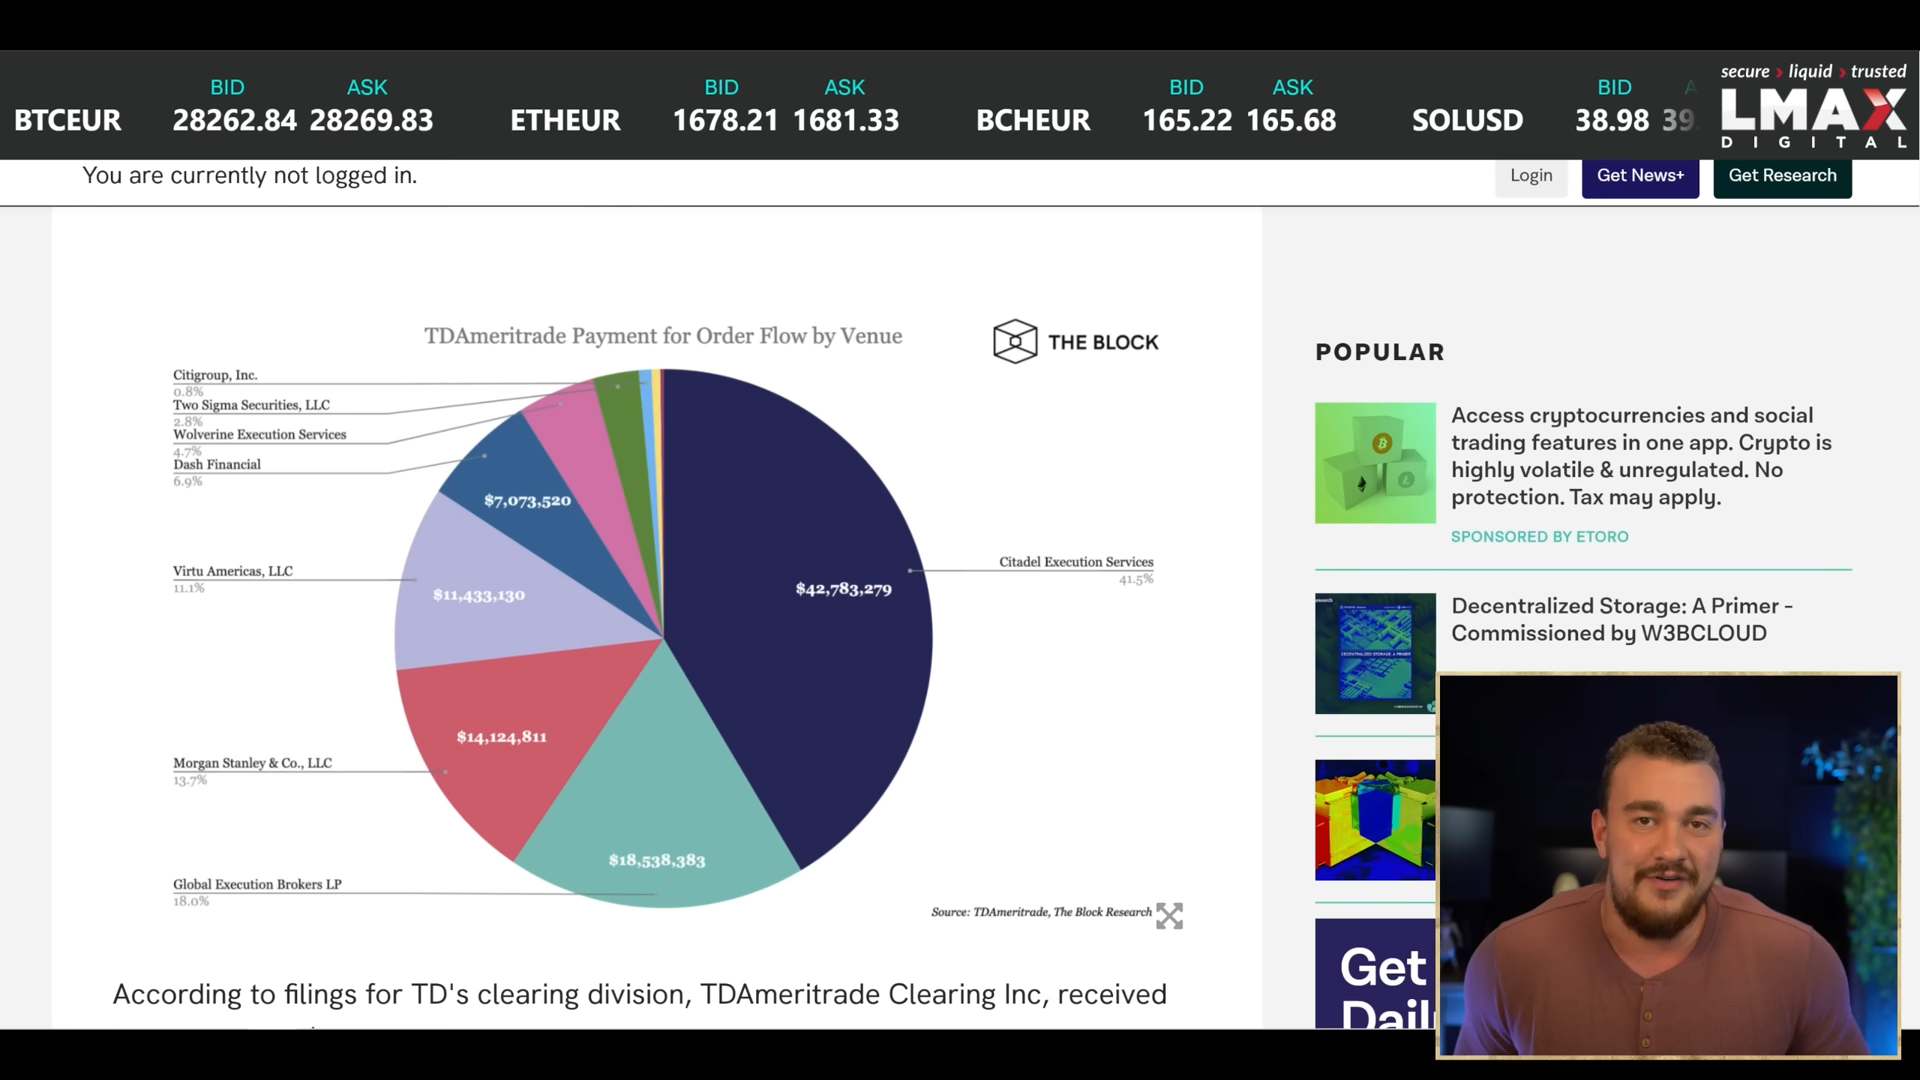 BID ASK BID ASK BID ASK BID
BTCEUR 28262.84 28269.83 ETHEUR 1678.21 1681.33 BCHEUR 165.22 165.68 SOLUSD 38.98 39.
secure › liquid › trusted
LMAX
DIGITAL
You are currently not logged in.
Login
Get News+
Get Research
TDAmeritrade Payment for Order Flow by Venue
THE BLOCK
Citigroup, Inc.
0.8%
Two Sigma Securities, LLC
2.8%
Wolverine Execution Services
4.7%
Dash Financial
6.9%
$7,073,520
Virtu Americas, LLC
11.1%
$11,433,130
Citadel Execution Services
41.5%
$42,783,279
Morgan Stanley & Co., LLC
13.7%
$14,124,811
Global Execution Brokers LP
18.0%
$18,538,383
Source: TDAmeritrade, The Block Research
According to filings for TD's clearing division, TDAmeritrade Clearing Inc, received
POPULAR
Access cryptocurrencies and social
trading features in one app. Crypto is
highly volatile & unregulated. No
protection. Tax may apply.
SPONSORED BY ETORO
DECENTRALIZED STORAGE: A PRIMER
Decentralized Storage: A Primer -
Commissioned by W3BCLOUD
Get
Dail